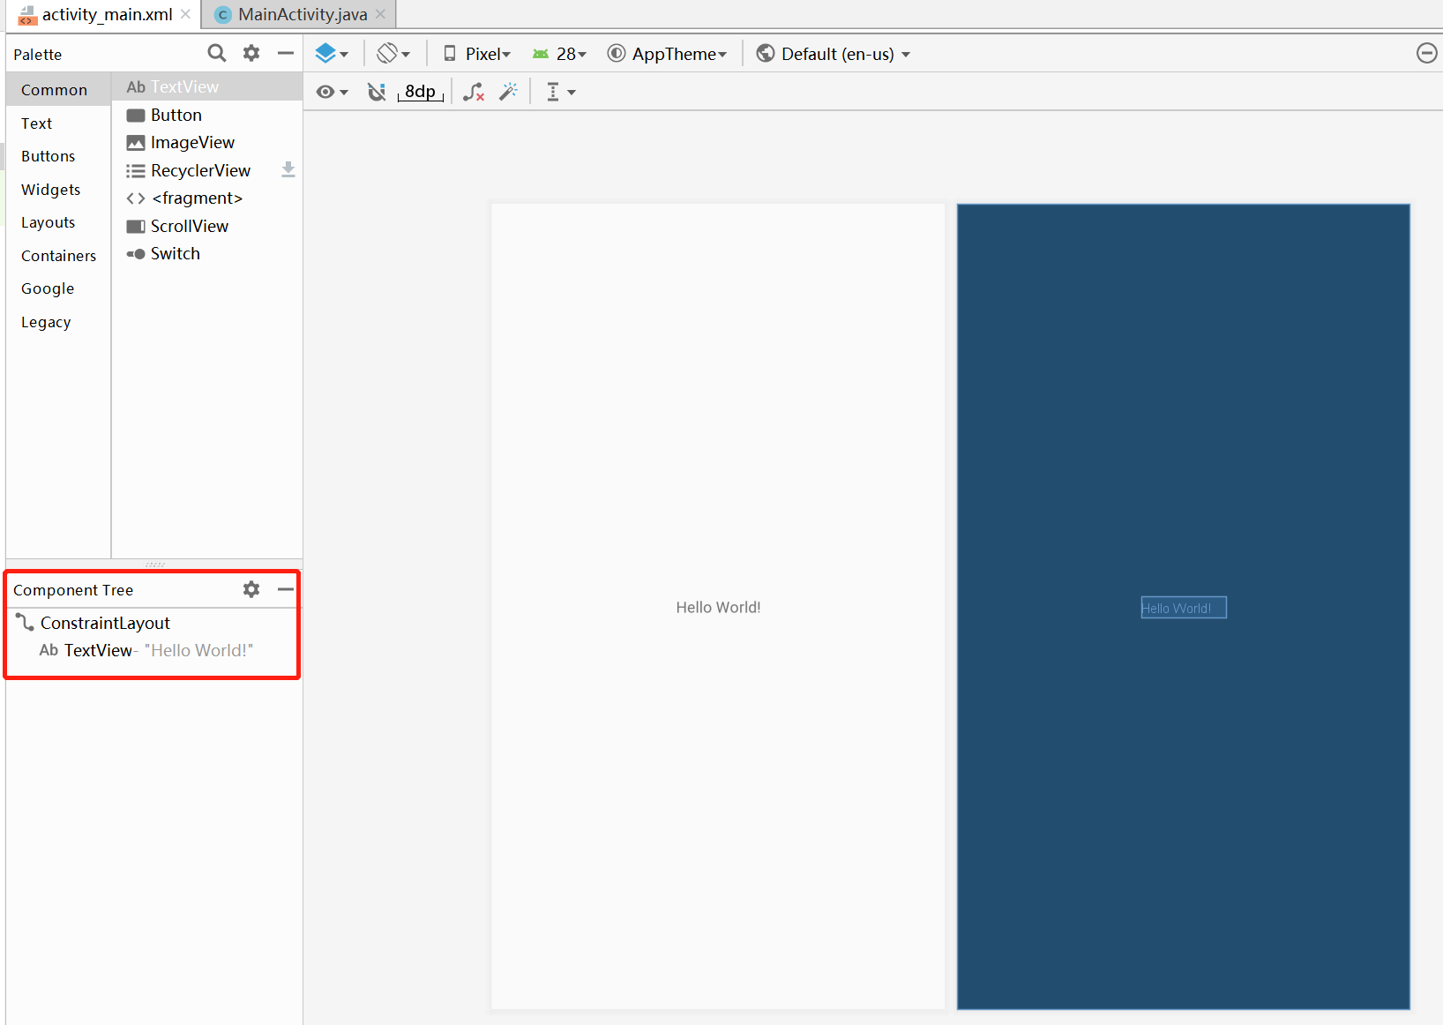 activity_main.xml
MainActivity.java
Palette
Pixel
28
AppTheme
Default (en-us)
8dp
Common
Text
Buttons
Widgets
Layouts
Containers
Google
Legacy
Ab TextView
Button
ImageView
RecyclerView
<fragment>
ScrollView
Switch
Component Tree
ConstraintLayout
Ab TextView- "Hello World!"
Hello World!
Hello World!